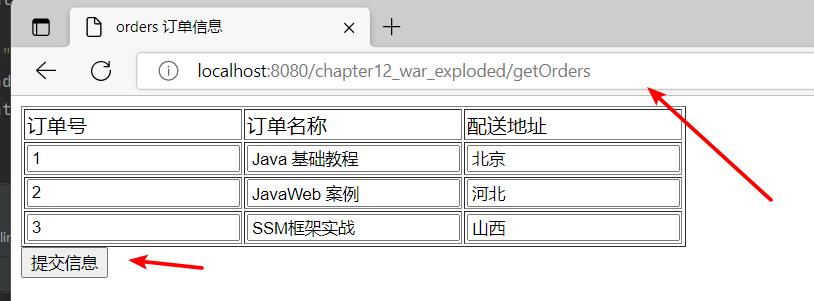 orders 订单信息
localhost:8080/chapter12_war_exploded/getOrders
订单号 订单名称 配送地址
1 Java 基础教程 北京
2 JavaWeb 案例 河北
3 SSM框架实战 山西
提交信息